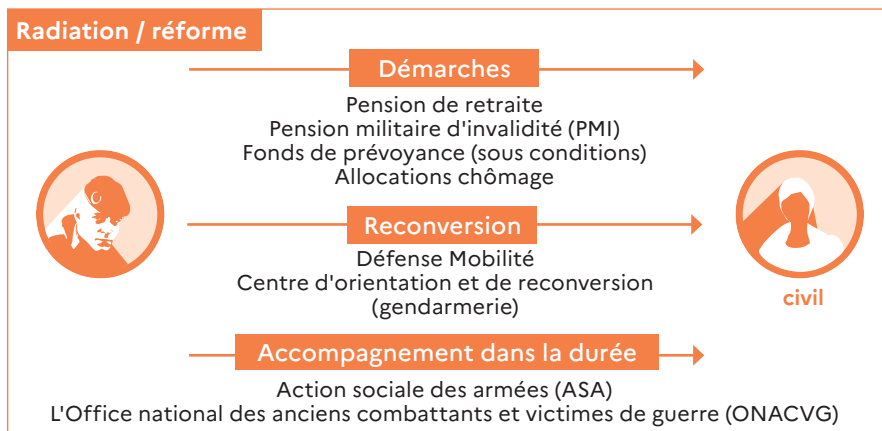 Radiation / réforme
Démarches
Pension de retraite
Pension militaire d'invalidité (PMI)
Fonds de prévoyance (sous conditions)
Allocations chômage
Reconversion
Défense Mobilité
Centre d'orientation et de reconversion
(gendarmerie)
civil
Accompagnement dans la durée
Action sociale des armées (ASA)
L'Office national des anciens combattants et victimes de guerre (ONACVG)